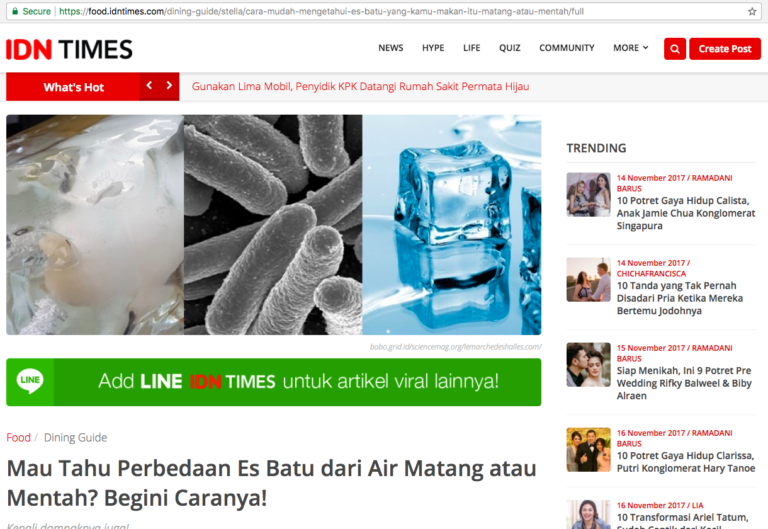 Secure
https://food.idntimes.com/dining-guide/stella/cara-mudah-mengetahui-es-batu-yang-kamu-makan-itu-matang-atau-mentah/full
IDN TIMES
NEWS
HYPE
LIFE
QUIZ
COMMUNITY
MORE
Create Post
What's Hot
Gunakan Lima Mobil, Penyidik KPK Datangi Rumah Sakit Permata Hijau
bobo.grid.id/sciencemag.org/lemarchedeshalles.com/
LINE
Add LINE IDN TIMES untuk artikel viral lainnya!
Food / Dining Guide
Mau Tahu Perbedaan Es Batu dari Air Matang atau
Mentah? Begini Caranya!
Kenali dampaknya juga!
TRENDING
14 November 2017 / RAMADANI
BARUS
10 Potret Gaya Hidup Calista,
Anak Jamie Chua Konglomerat
Singapura
14 November 2017 /
CHICHAFRANCISCA
10 Tanda yang Tak Pernah
Disadari Pria Ketika Mereka
Bertemu Jodohnya
15 November 2017 / RAMADANI
BARUS
Siap Menikah, Ini 9 Potret Pre
Wedding Rifky Balweel & Biby
Alraen
16 November 2017 / RAMADANI
BARUS
10 Potret Gaya Hidup Clarissa,
Putri Konglomerat Hary Tanoe
16 November 2017 / LIA
10 Transformasi Ariel Tatum,
Sudah Cantik dari Kecil